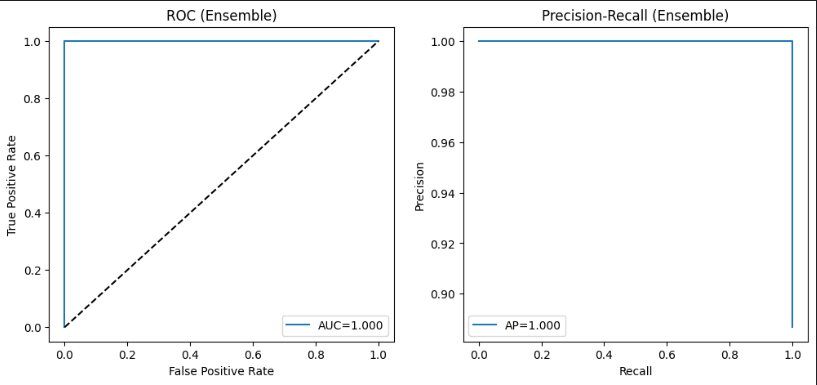 ROC (Ensemble)
1.0
0.8
0.6
0.4
0.2
0.0
True Positive Rate
0.0 0.2 0.4 0.6 0.8 1.0
False Positive Rate
AUC=1.000
Precision-Recall (Ensemble)
1.00
0.98
0.96
0.94
0.92
0.90
Precision
0.0 0.2 0.4 0.6 0.8 1.0
Recall
AP=1.000